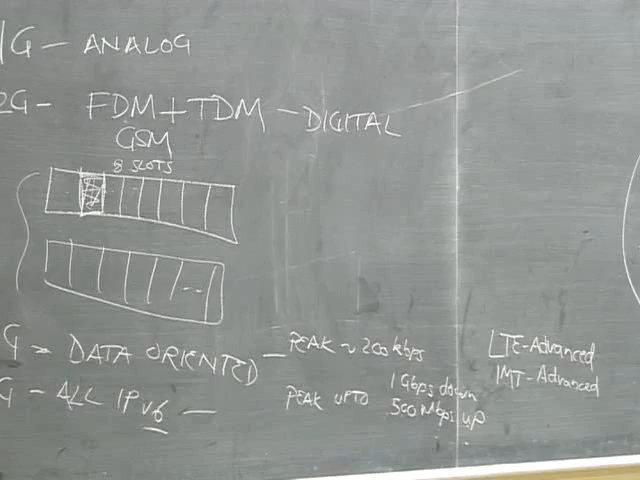 1G - ANALOG
2G - FDM + TDM - DIGITAL
GSM
8 SLOTS
G = DATA ORIENTED - PEAK ~ 200 kbps
LTE-Advanced
G - ALL IPv6 - PEAK UPTO 1 Gbps down
500 Mbps up
IMT-Advanced